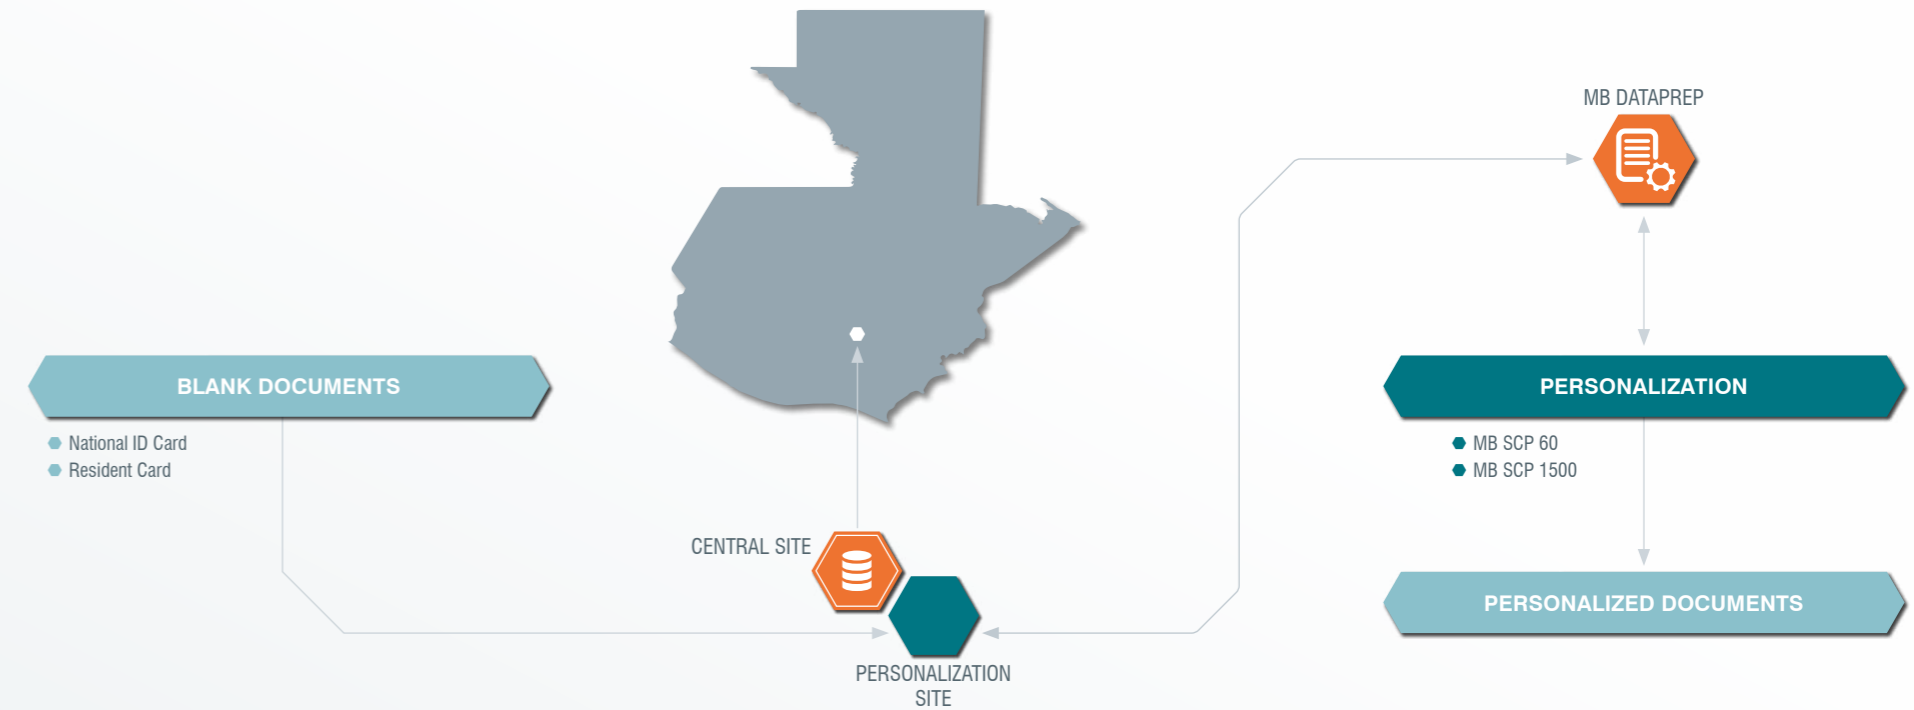 MB DATAPREP
BLANK DOCUMENTS
National ID Card
Resident Card
PERSONALIZATION
MB SCP 60
MB SCP 1500
CENTRAL SITE
PERSONALIZATION
SITE
PERSONALIZED DOCUMENTS